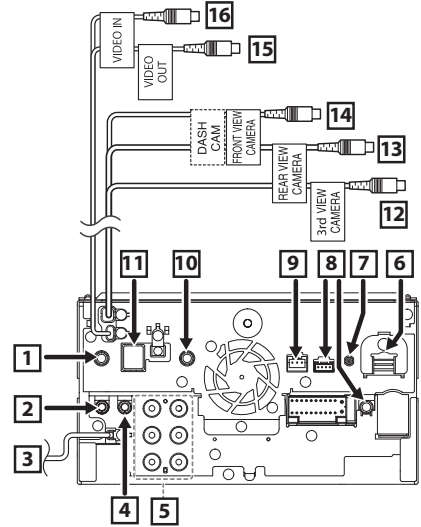 16
VIDEO IN
15
VIDEO
OUT
14
DASH
CAM
FRONT VIEW
CAMERA
13
REAR VIEW
CAMERA
12
3rd VIEW
CAMERA
11
10
9
8
7
6
1
2
3
4
5